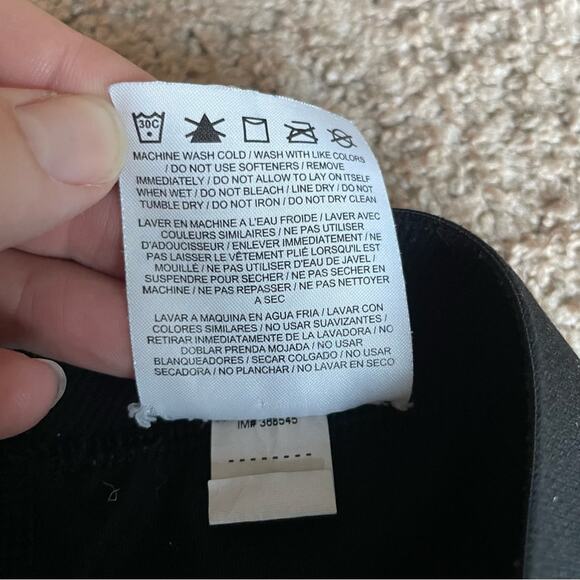 30C
MACHINE WASH COLD / WASH WITH LIKE COLORS
/ DO NOT USE SOFTENERS / REMOVE
IMMEDIATELY / DO NOT ALLOW TO LAY ON ITSELF
WHEN WET / DO NOT BLEACH / LINE DRY / DO NOT
TUMBLE DRY / DO NOT IRON / DO NOT DRY CLEAN
LAVER EN MACHINE A L'EAU FROIDE / LAVER AVEC
COULEURS SIMILAIRES / NE PAS UTILISER
D'ADOUCISSEUR / ENLEVER IMMEDIATEMENT / NE
PAS LAISSER LE VÊTEMENT PLIÉ LORSQU'IL EST
MOUILLÉ / NE PAS UTILISER D'EAU DE JAVEL /
SUSPENDRE POUR SECHER / NE PAS SECHER EN
MACHINE / NE PAS REPASSER / NE PAS NETTOYER
A SEC
LAVAR A MAQUINA EN AGUA FRIA / LAVAR CON
COLORES SIMILARES / NO USAR SUAVIZANTES /
RETIRAR INMEDIATAMENTE DE LA LAVADORA / NO
DOBLAR PRENDA MOJADA / NO USAR
BLANQUEADORES / SECAR COLGADO / NO USAR
SECADORA / NO PLANCHAR / NO LAVAR EN SECO
IM# 368545